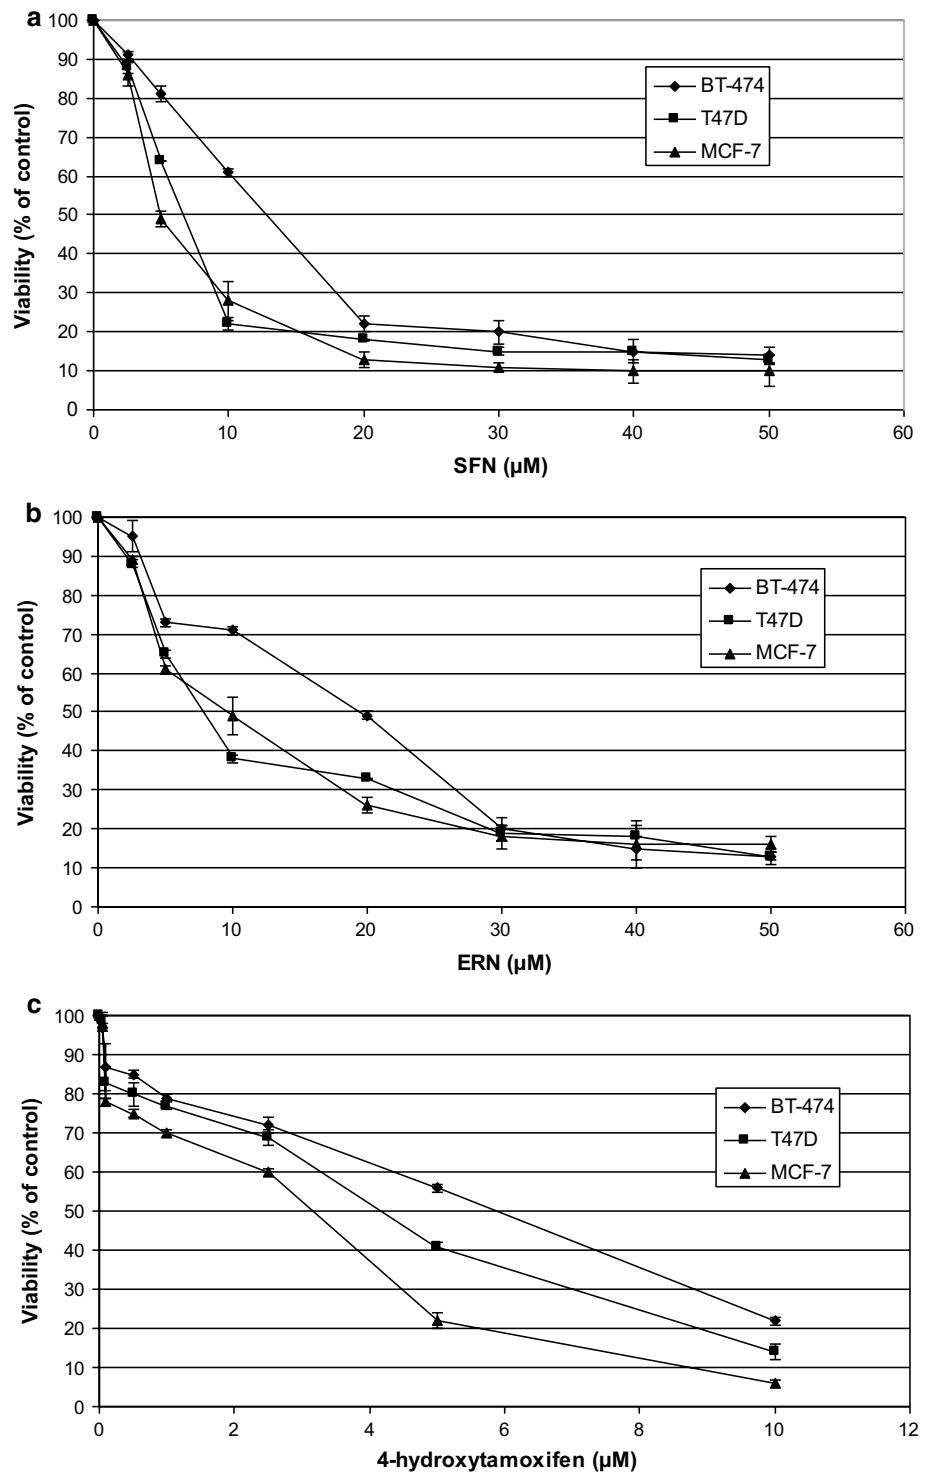 a
100
90
80
70
60
50
40
30
20
10
0
Viability (% of control)
BT-474
T47D
MCF-7
0 10 20 30 40 50 60
SFN (µM)
b
100
90
80
70
60
50
40
30
20
10
0
Viability (% of control)
BT-474
T47D
MCF-7
0 10 20 30 40 50 60
ERN (µM)
c
100
90
80
70
60
50
40
30
20
10
0
Viability (% of control)
BT-474
T47D
MCF-7
0 2 4 6 8 10 12
4-hydroxytamoxifen (µM)